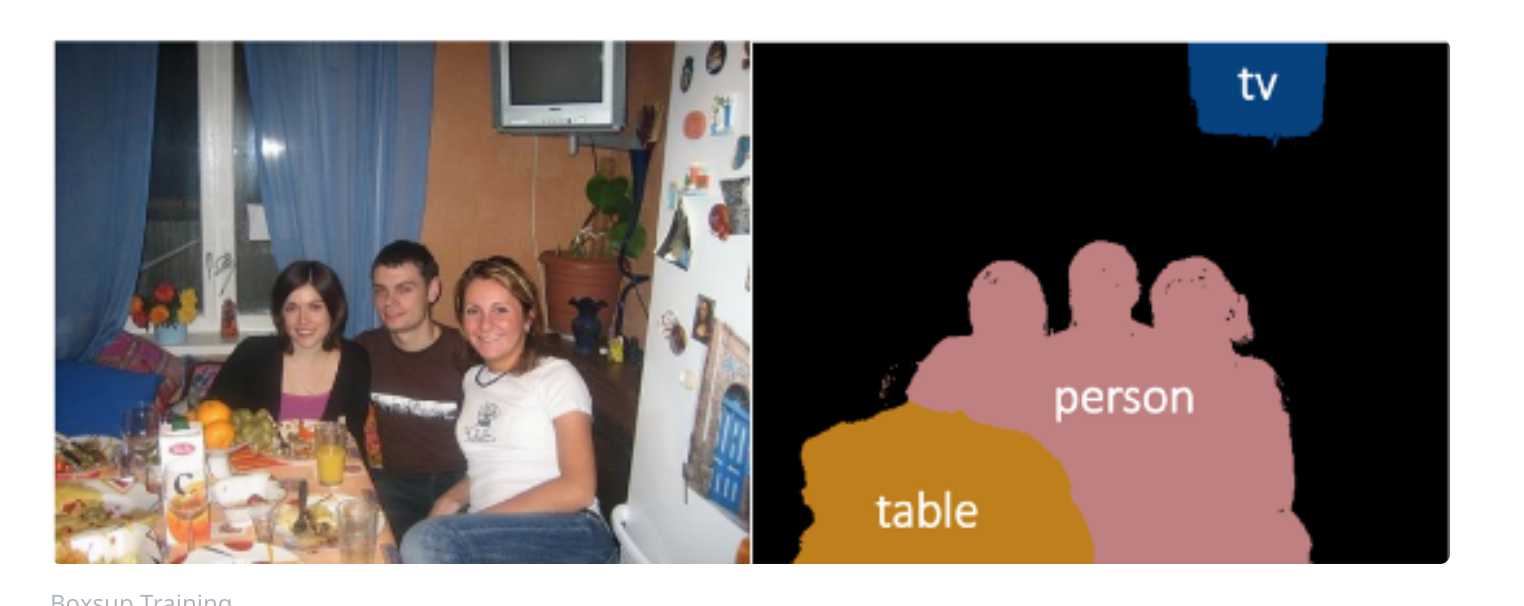 tv
person
table
Boxsup Training